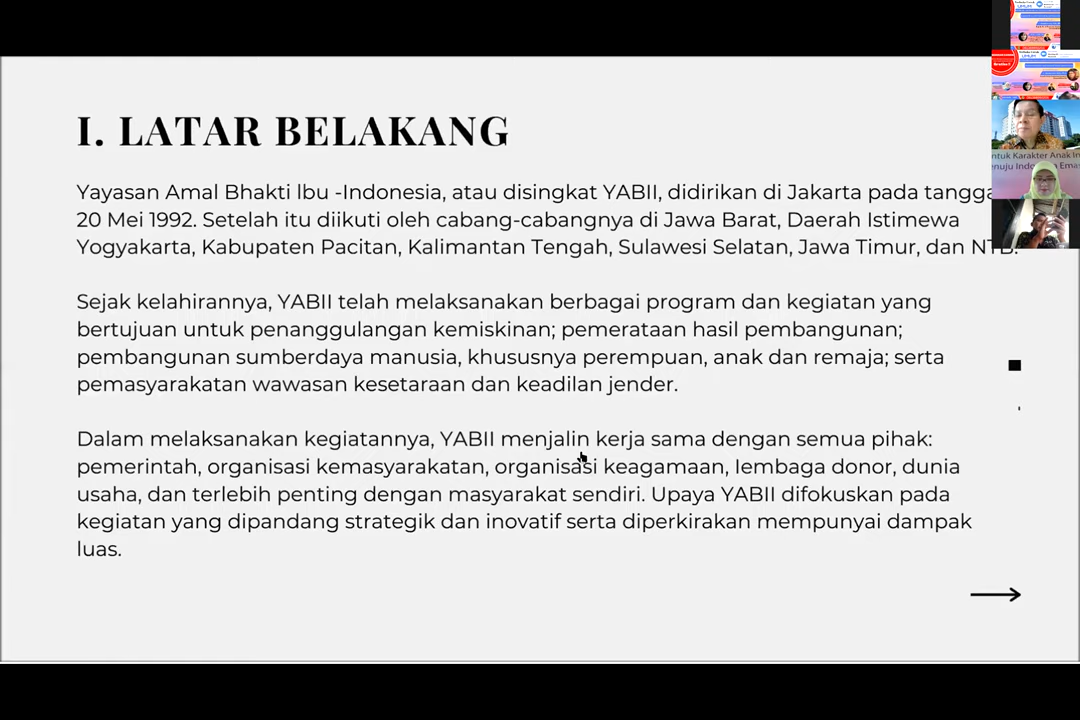 I. LATAR BELAKANG
Yayasan Amal Bhakti Ibu -Indonesia, atau disingkat YABII, didirikan di Jakarta pada
20 Mei 1992. Setelah itu diikuti oleh cabang-cabangnya di Jawa Barat, Daerah Istimewa
Yogyakarta, Kabupaten Pacitan, Kalimantan Tengah, Sulawesi Selatan, Jawa Timur, dan NTB.
Sejak kelahirannya, YABII telah melaksanakan berbagai program dan kegiatan yang
bertujuan untuk penanggulangan kemiskinan; pemerataan hasil pembangunan;
pembangunan sumberdaya manusia, khususnya perempuan, anak dan remaja; serta
pemasyarakatan wawasan kesetaraan dan keadilan jender.
Dalam melaksanakan kegiatannya, YABII menjalin kerja sama dengan semua pihak:
pemerintah, organisasi kemasyarakatan, organisasi keagamaan, lembaga donor, dunia
usaha, dan terlebih penting dengan masyarakat sendiri. Upaya YABII difokuskan pada
kegiatan yang dipandang strategik dan inovatif serta diperkirakan mempunyai dampak
luas.
Karakter Anak